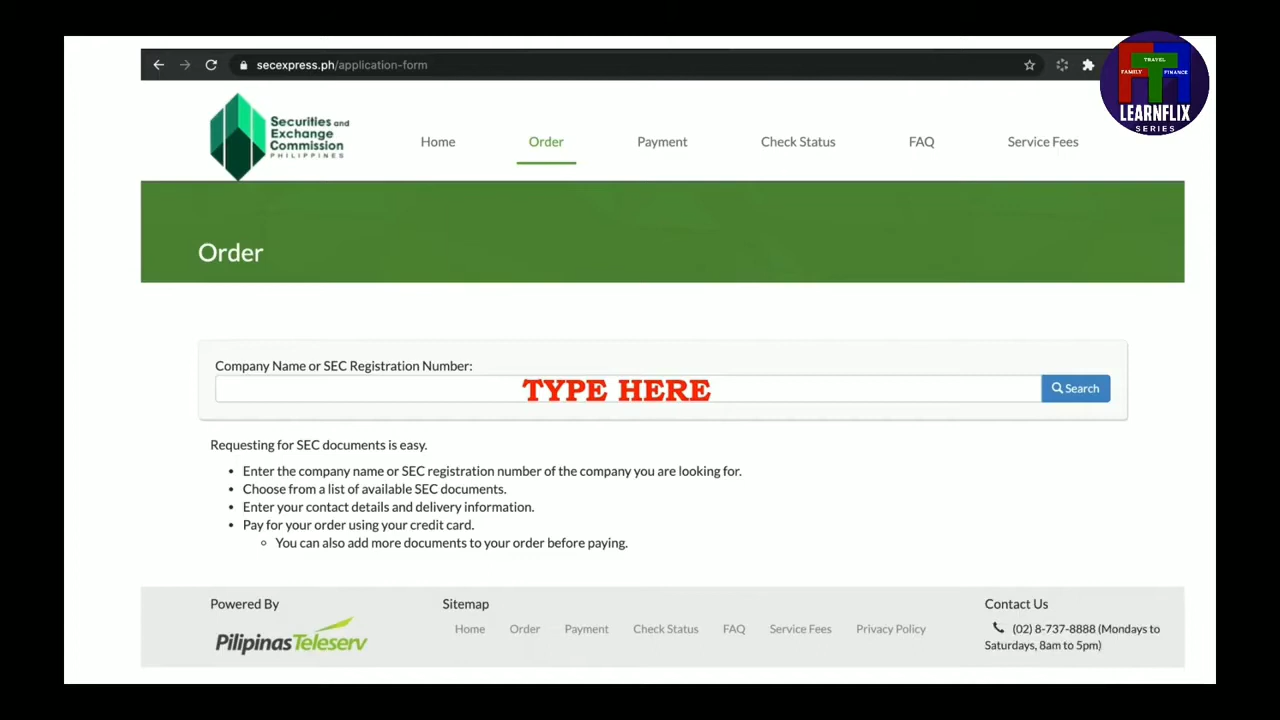 secexpress.ph/application-form
TRAVEL
FAMILY FINANCE
LEARNFLIX
SERIES
Securities and
Exchange
Commission
PHILIPPINES
Home Order Payment Check Status FAQ Service Fees
Order
Company Name or SEC Registration Number:
TYPE HERE
Search
Requesting for SEC documents is easy.
• Enter the company name or SEC registration number of the company you are looking for.
• Choose from a list of available SEC documents.
• Enter your contact details and delivery information.
• Pay for your order using your credit card.
◦ You can also add more documents to your order before paying.
Powered By Sitemap Contact Us
PilipinasTeleserv
Home Order Payment Check Status FAQ Service Fees Privacy Policy
(02) 8-737-8888 (Mondays to
Saturdays, 8am to 5pm)